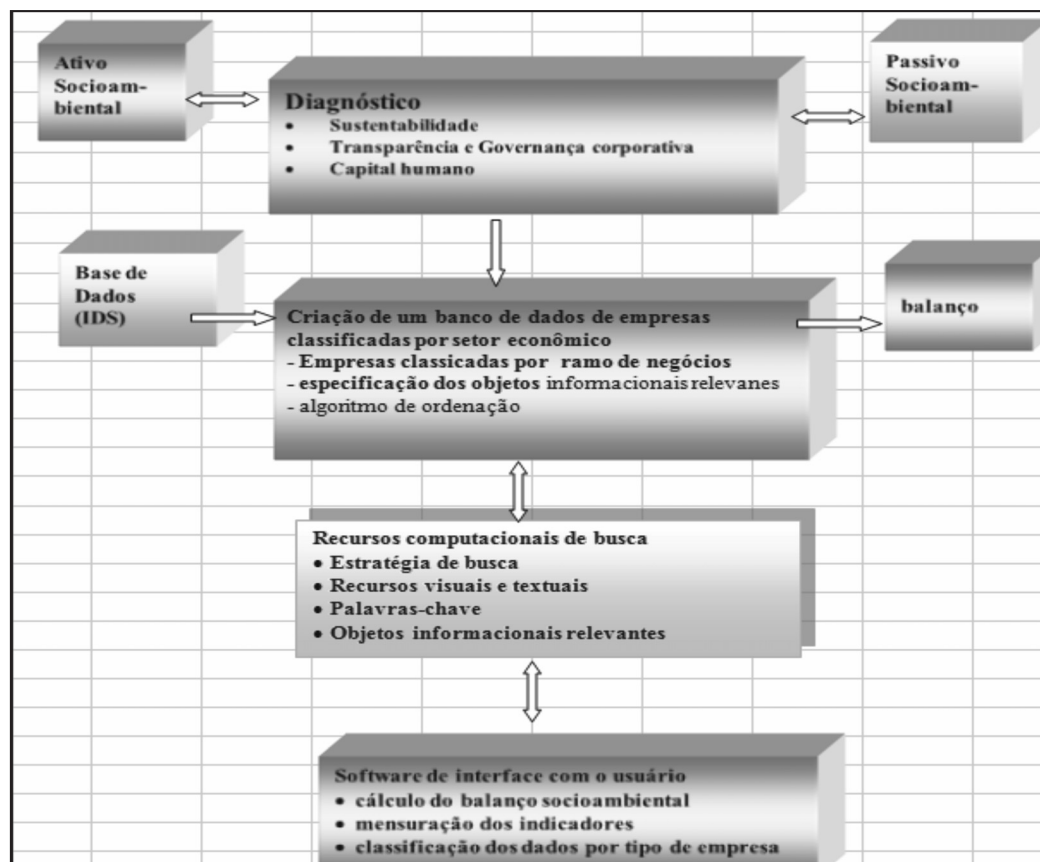 Ativo
Socioam-
biental
Diagnóstico
• Sustentabilidade
• Transparência e Governança corporativa
• Capital humano
Passivo
Socioam-
biental
Base de
Dados
(IDS)
Criação de um banco de dados de empresas
classificadas por setor econômico
- Empresas classicadas por ramo de negócios
- especificação dos objetos informacionais relevanes
- algoritmo de ordenação
balanço
Recursos computacionais de busca
• Estratégia de busca
• Recursos visuais e textuais
• Palavras-chave
• Objetos informacionais relevantes
Software de interface com o usuário
• cálculo do balanço socioambiental
• mensuração dos indicadores
• classificação dos dados por tipo de empresa